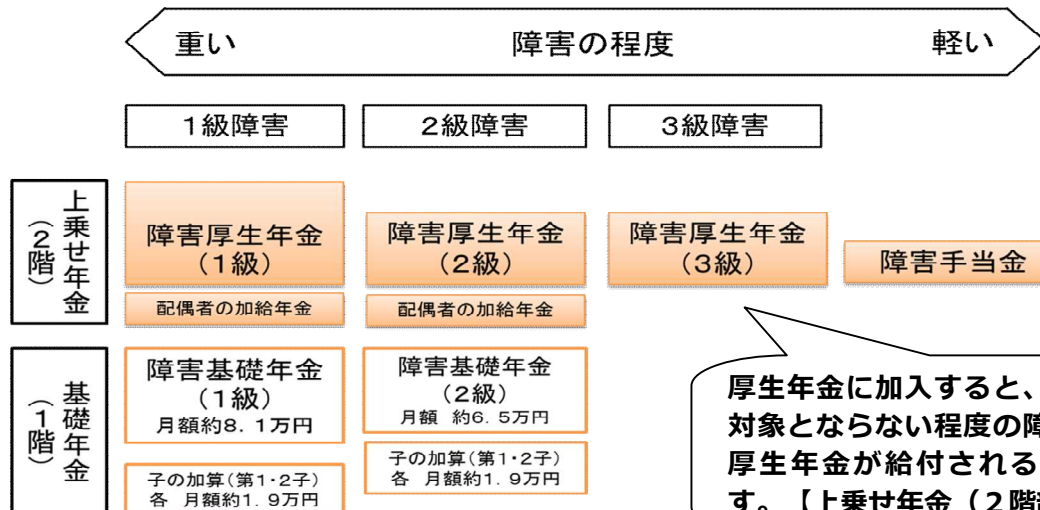 重い 障害の程度 軽い
1級障害 2級障害 3級障害
上乗せ年金
(2階)
障害厚生年金
(1級)
配偶者の加給年金
障害厚生年金
(2級)
配偶者の加給年金
障害厚生年金
(3級)
障害手当金
基礎年金
(1階)
障害基礎年金
(1級)
月額約8.1万円
子の加算(第1・2子)
各 月額約1.9万円
障害基礎年金
(2級)
月額 約6.5万円
子の加算(第1・2子)
各 月額約1.9万円
厚生年金に加入すると、
対象とならない程度の障
厚生年金が給付される
す。【上乗せ年金(2階